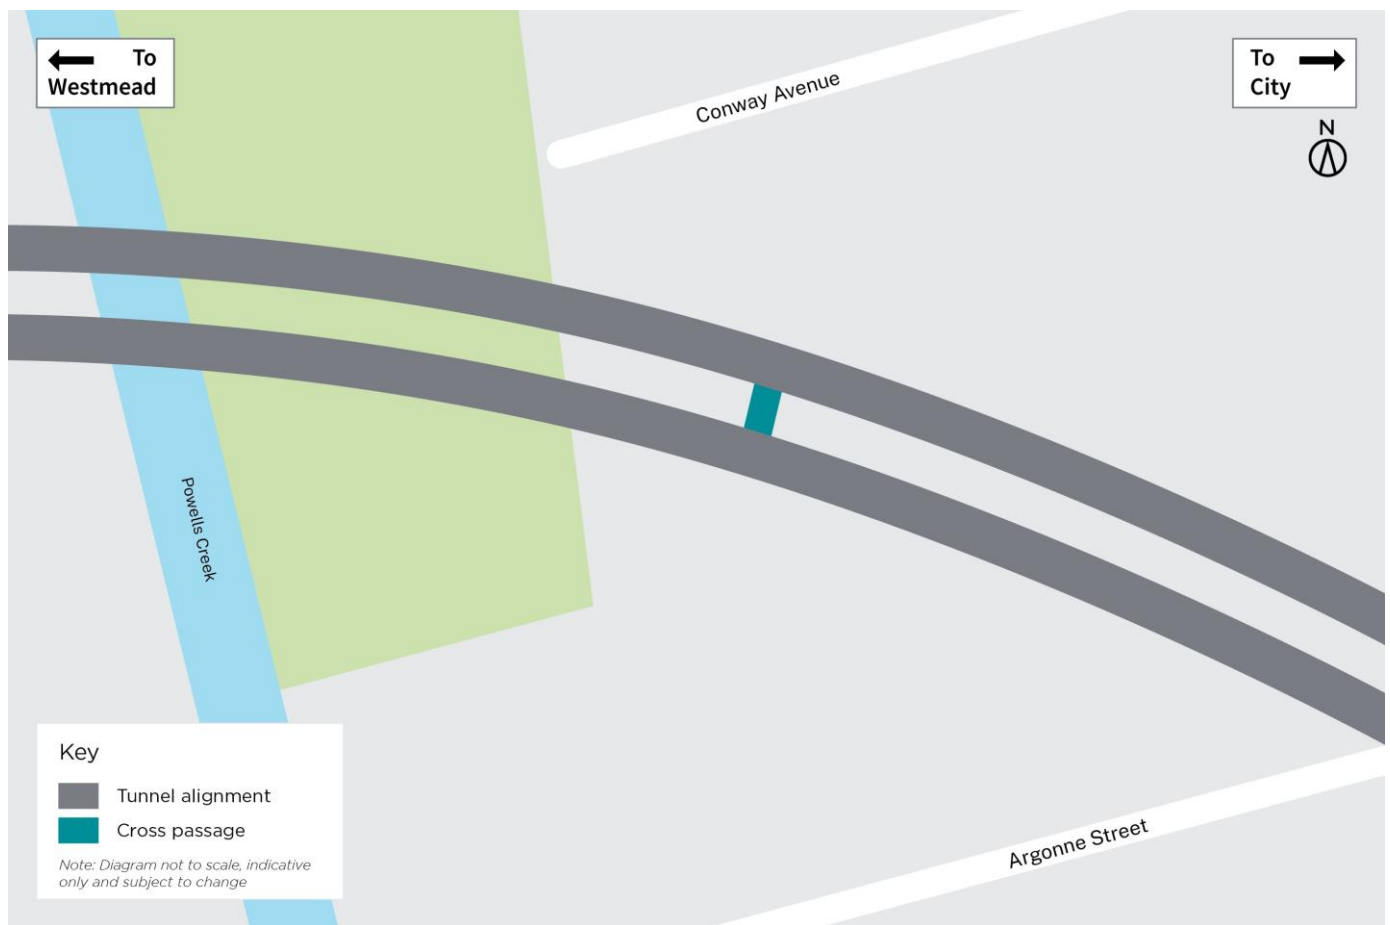 To
Westmead
To
City
N
Conway Avenue
Powells Creek
Key
Tunnel alignment
Cross passage
Note: Diagram not to scale, indicative
only and subject to change
Argonne Street